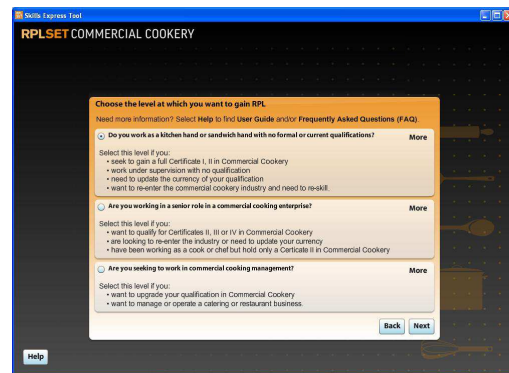 Skills Express Tool
RPLSET COMMERCIAL COOKERY
Choose the level at which you want to gain RPL
Need more information? Select Help to find User Guide and/or Frequently Asked Questions (FAQ).
Do you work as a kitchen hand or sandwich hand with no formal or current qualifications? More
Select this level if you:
• seek to gain a full Certificate I, II in Commercial Cookery
• work under supervision with no qualification
• need to update the currency of your qualification
• want to re-enter the commercial cookery industry and need to re-skill.
Are you working in a senior role in a commercial cooking enterprise? More
Select this level if you:
• want to qualify for Certificates II, III or IV in Commercial Cookery
• are looking to re-enter the industry or need to update your currency
• have been working as a cook or chef but hold only a Certicate II in Commercial Cookery
Are you seeking to work in commercial cooking management? More
Select this level if you:
• want to upgrade your qualification in Commercial Cookery
• want to manage or operate a catering or restaurant business.
Back Next
Help